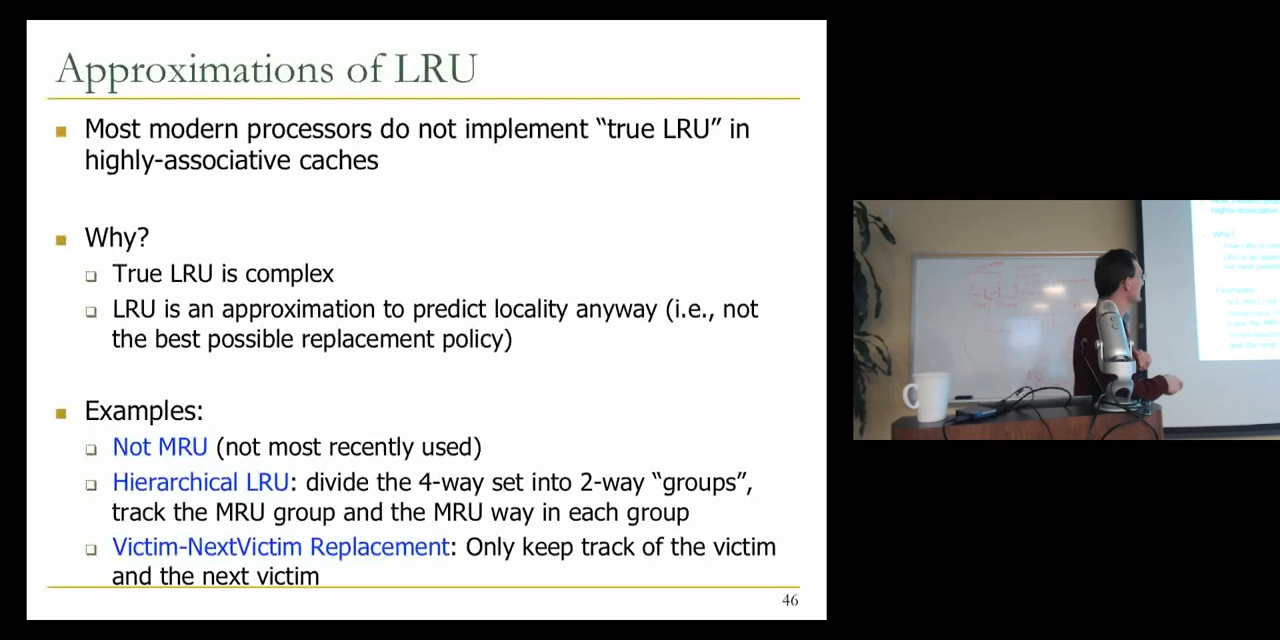 Approximations of LRU
Most modern processors do not implement “true LRU” in
highly-associative caches
Why?
True LRU is complex
LRU is an approximation to predict locality anyway (i.e., not
the best possible replacement policy)
Examples:
Not MRU (not most recently used)
Hierarchical LRU: divide the 4-way set into 2-way “groups”,
track the MRU group and the MRU way in each group
Victim-NextVictim Replacement: Only keep track of the victim
and the next victim
46
highly-associative
Why?
Examples: